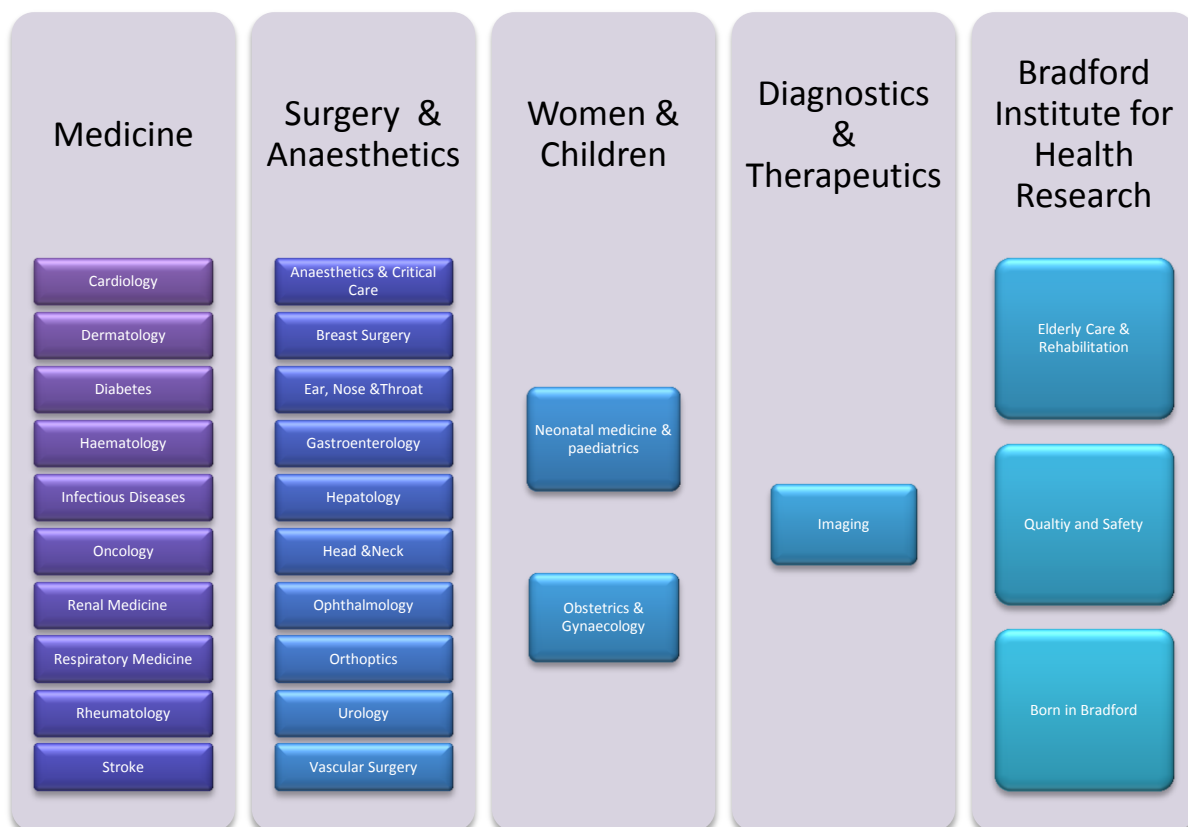 Medicine
Cardiology
Dermatology
Diabetes
Haematology
Infectious Diseases
Oncology
Renal Medicine
Respiratory Medicine
Rheumatology
Stroke
Surgery &
Anaesthetics
Anaesthetics & Critical
Care
Breast Surgery
Ear, Nose &Throat
Gastroenterology
Hepatology
Head &Neck
Ophthalmology
Orthoptics
Urology
Vascular Surgery
Women &
Children
Neonatal medicine &
paediatrics
Obstetrics &
Gynaecology
Diagnostics
&
Therapeutics
Imaging
Bradford
Institute for
Health
Research
Elderly Care &
Rehabilitation
Qualtiy and Safety
Born in Bradford